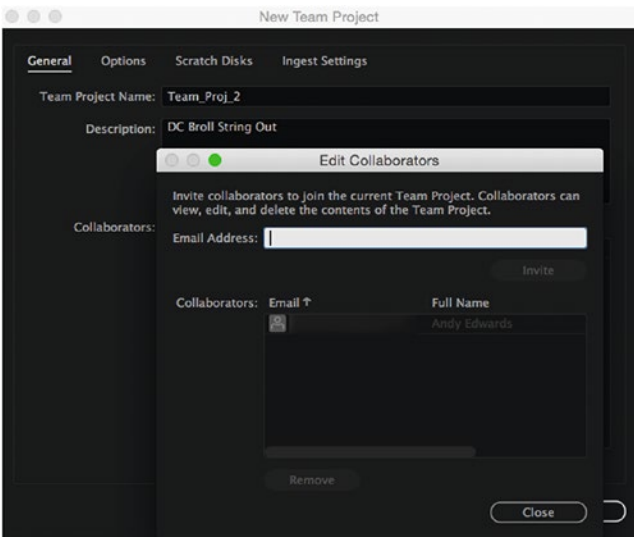 New Team Project
General Options Scratch Disks Ingest Settings
Team Project Name: Team_Proj_2
Description: DC Broll String Out
Edit Collaborators
Invite collaborators to join the current Team Project. Collaborators can
view, edit, and delete the contents of the Team Project.
Collaborators:
Email Address:
Invite
Collaborators: Email ↑ Full Name
Andy Edwards
Remove
Close